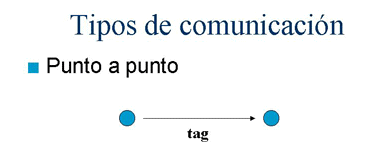 Tipos de comunicación
Punto a punto
tag